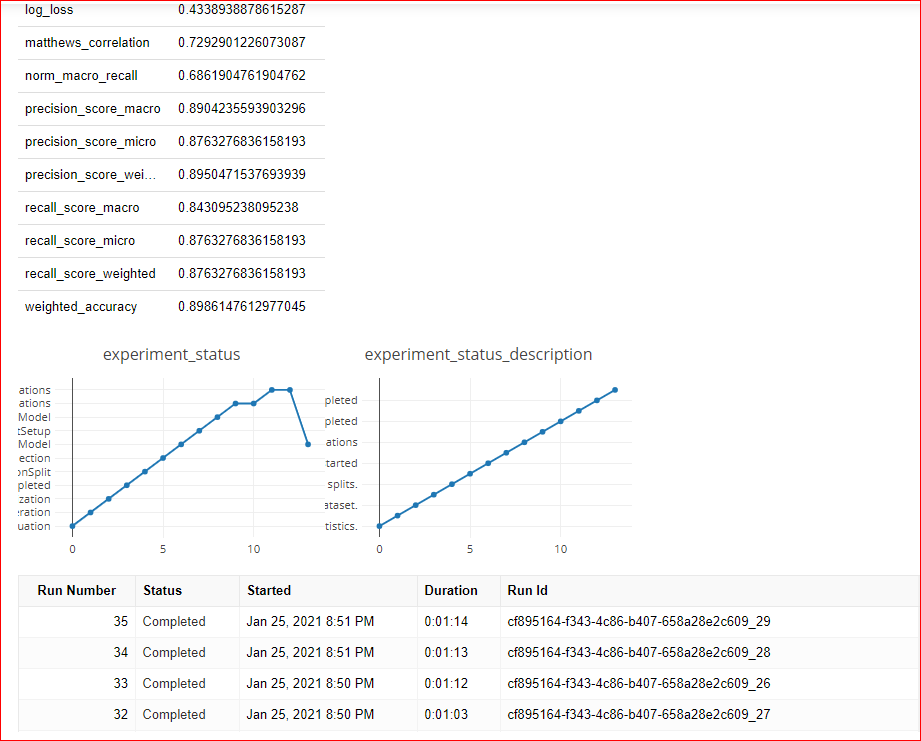 log_loss 0.4338938878615287
matthews_correlation 0.7292901226073087
norm_macro_recall 0.6861904761904762
precision_score_macro 0.8904235593903296
precision_score_micro 0.8763276836158193
precision_score_wei... 0.8950471537693939
recall_score_macro 0.843095238095238
recall_score_micro 0.8763276836158193
recall_score_weighted 0.8763276836158193
weighted_accuracy 0.8986147612977045
experiment_status
ations
ations
Model
tSetup
Model
ection
onSplit
pleted
zation
eration
uation
0 5 10
experiment_status_description
pleted
pleted
ations
tarted
splits.
ataset.
tistics.
0 5 10
Run Number Status Started Duration Run Id
35 Completed Jan 25, 2021 8:51 PM 0:01:14 cf895164-f343-4c86-b407-658a28e2c609_29
34 Completed Jan 25, 2021 8:51 PM 0:01:13 cf895164-f343-4c86-b407-658a28e2c609_28
33 Completed Jan 25, 2021 8:50 PM 0:01:12 cf895164-f343-4c86-b407-658a28e2c609_26
32 Completed Jan 25, 2021 8:50 PM 0:01:03 cf895164-f343-4c86-b407-658a28e2c609_27